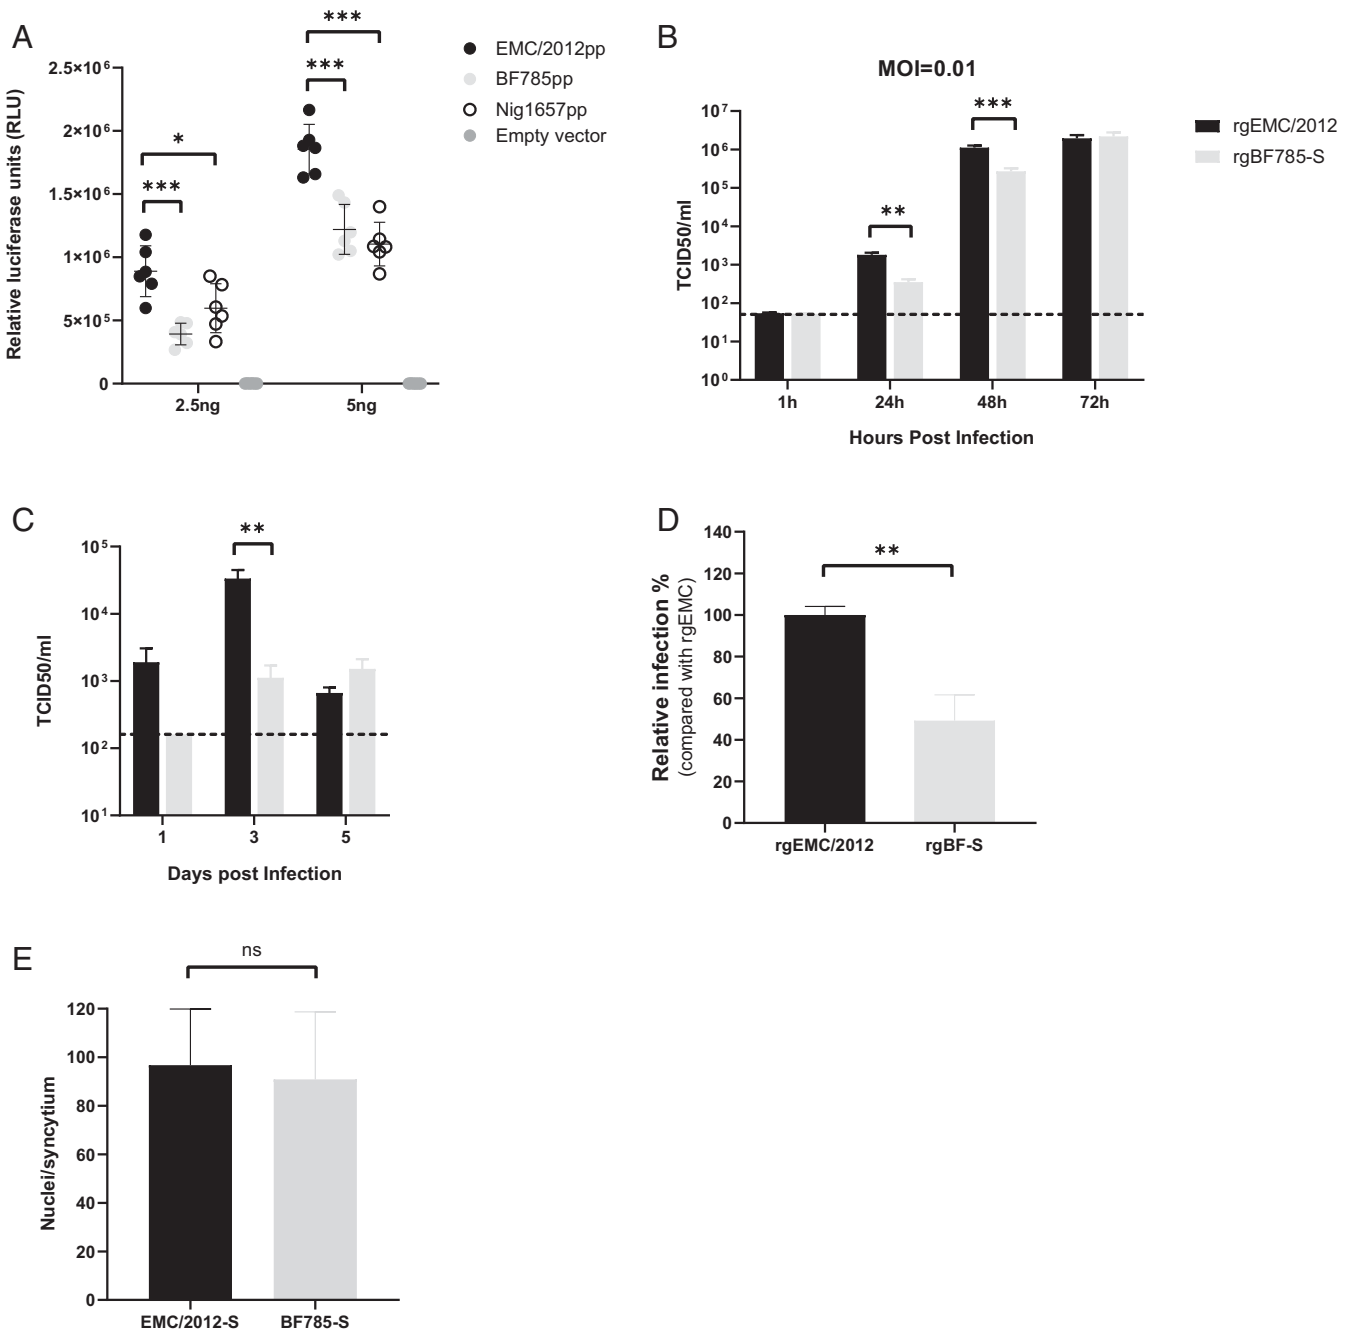 A
***
***
*
***
2.5×10⁶
2×10⁶
1.5×10⁶
1×10⁶
5×10⁵
0
Relative luciferase units (RLU)
2.5ng
5ng
EMC/2012pp
BF785pp
Nig1657pp
Empty vector
B
MOI=0.01
***
**
10⁷
10⁶
10⁵
10⁴
10³
10²
10¹
10⁰
TCID50/ml
1h
24h
48h
72h
Hours Post Infection
rgEMC/2012
rgBF785-S
C
**
10⁵
10⁴
10³
10²
10¹
TCID50/ml
1
3
5
Days post Infection
D
**
140
120
100
80
60
40
20
0
Relative infection %
(compared with rgEMC)
rgEMC/2012
rgBF-S
E
ns
120
100
80
60
40
20
0
Nuclei/syncytium
EMC/2012-S
BF785-S